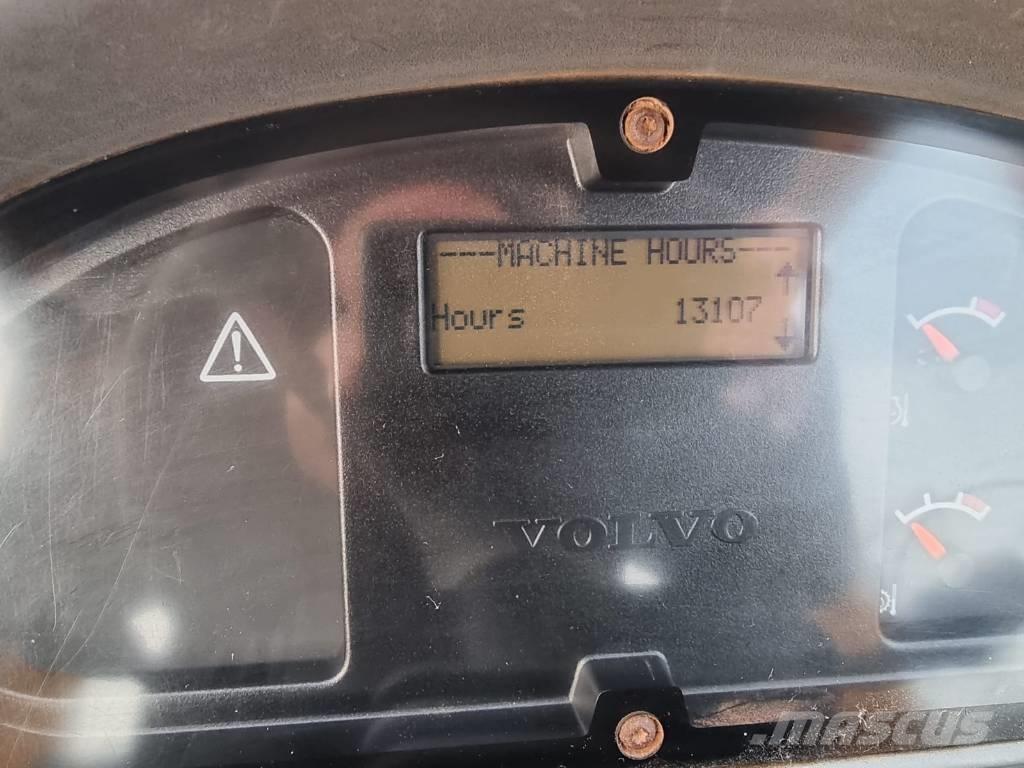 ---MACHINE HOURS---
Hours 13107
VOLVO
MASCUS